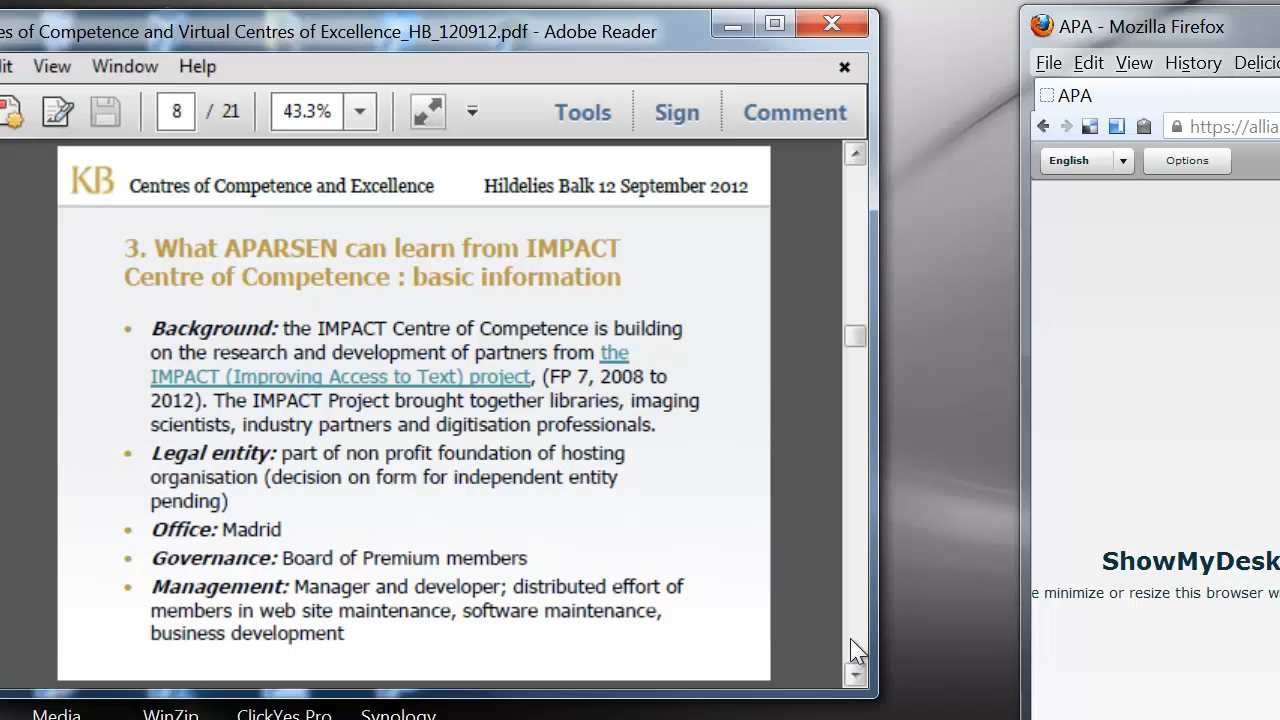 es of Competence and Virtual Centres of Excellence_HB_120912.pdf - Adobe Reader
dit View Window Help
8 / 21 43.3% Tools Sign Comment
KB Centres of Competence and Excellence Hildelies Balk 12 September 2012
3. What APARSEN can learn from IMPACT
Centre of Competence : basic information
• Background: the IMPACT Centre of Competence is building
on the research and development of partners from the
IMPACT (Improving Access to Text) project, (FP 7, 2008 to
2012). The IMPACT Project brought together libraries, imaging
scientists, industry partners and digitisation professionals.
• Legal entity: part of non profit foundation of hosting
organisation (decision on form for independent entity
pending)
• Office: Madrid
• Governance: Board of Premium members
• Management: Manager and developer; distributed effort of
members in web site maintenance, software maintenance,
business development
APA - Mozilla Firefox
File Edit View History Delicio
APA
https://allia
English Options
ShowMyDesk
e minimize or resize this browser w
Media WinZip ClickYes Pro Synology